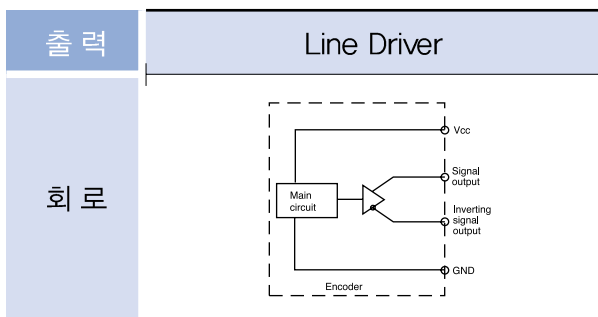 출 력
Line Driver
회 로
Vcc
Signal
output
Main
circuit
Inverting
signal
output
GND
Encoder